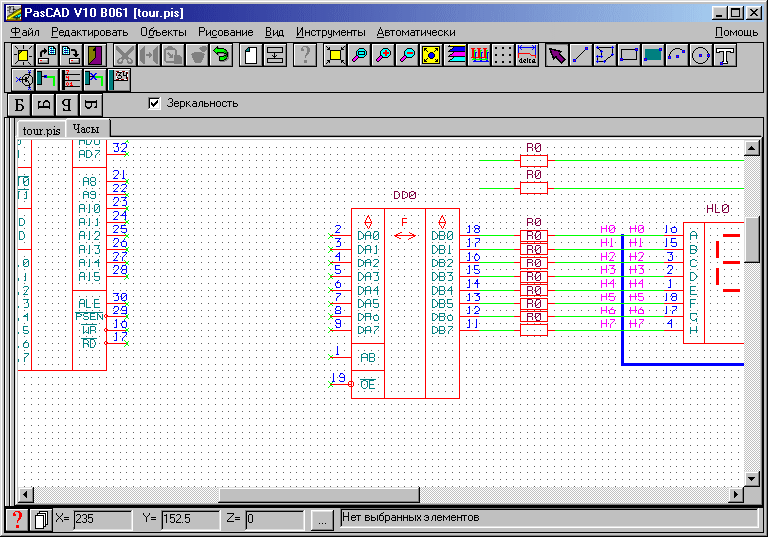 PasCAD V10 B061 [tour.pis]
Файл Редактировать Объекты Рисование Вид Инструменты Автоматически Помощь
delta
Б Б Я Б Зеркальность
tour.pis Часы
AD7 32
A8 21
A9 22
A10 23
A11 24
A12 25
A13 26
A14 27
A15 28
ALE 30
PSEN 29
WR 16
RD 17
R0
R0
DD0
HL0
F
R0
2 DA0 DB0 18 R0 H0 H0 16 A
3 DA1 DB1 17 R0 H1 H1 15 B
4 DA2 DB2 16 R0 H2 H2 3 C
5 DA3 DB3 15 R0 H3 H3 2 D
6 DA4 DB4 14 R0 H4 H4 1 E
7 DA5 DB5 13 R0 H5 H5 18 F
8 DA6 DB6 12 R0 H6 H6 17 G
9 DA7 DB7 11 H7 H7 4 H
1 AB
19 OE
X= 235 Y= 152.5 Z= 0 ... Нет выбранных элементов